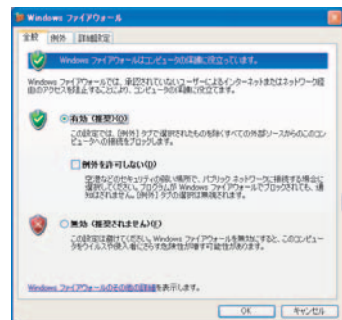 Windows ファイアウォール
全般 例外 詳細設定
Windows ファイアウォールはコンピュータの保護に役立っています。
Windows ファイアウォールでは、承認されていないユーザーによるインターネットまたはネットワーク経
由のアクセスを阻止することにより、コンピュータの保護に役立てます。
有効 (推奨)(O)
この設定では、[例外] タブで選択されたものを除くすべての外部ソースからのこのコン
ピュータへの接続をブロックします。
例外を許可しない(D)
空港などのセキュリティの弱い場所で、パブリック ネットワークに接続する場合に
選択してください。プログラムが Windows ファイアウォールでブロックされても、通
知はされません。[例外] タブの選択は無視されます。
無効 (推奨されません)(F)
この設定は避けてください。Windows ファイアウォールを無効にすると、このコンピュー
タをウイルスや侵入者にさらす危険性が増す可能性があります。
Windows ファイアウォールのその他の詳細を表示します。
OK キャンセル